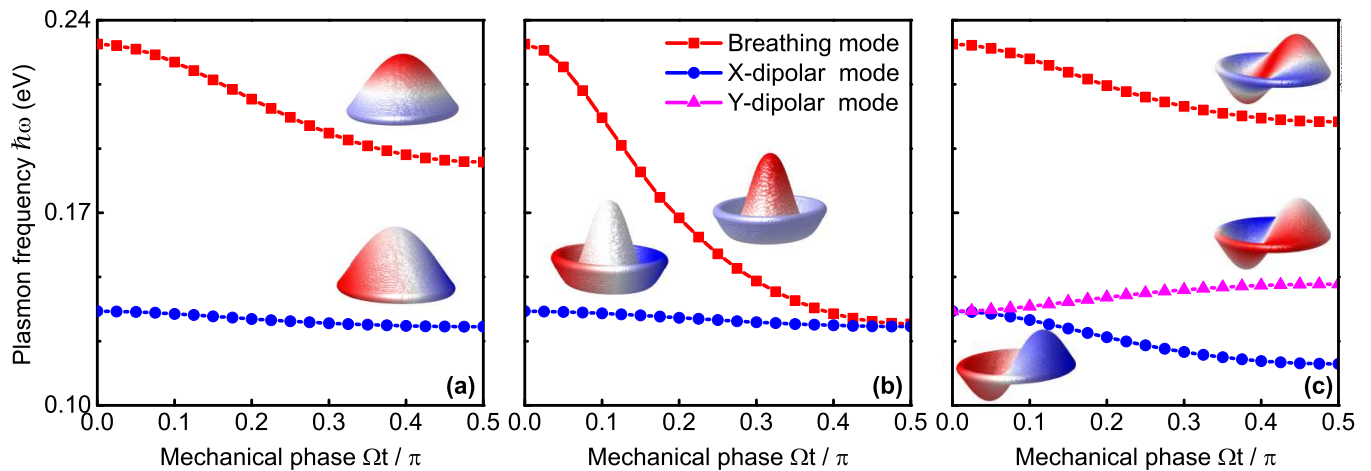 Plasmon frequency ℏω (eV)
0.24
0.17
0.10
(a)
0.0 0.1 0.2 0.3 0.4 0.5
Mechanical phase Ωt / π
Breathing mode
X-dipolar mode
Y-dipolar mode
(b)
0.0 0.1 0.2 0.3 0.4 0.5
Mechanical phase Ωt / π
(c)
0.0 0.1 0.2 0.3 0.4 0.5
Mechanical phase Ωt / π